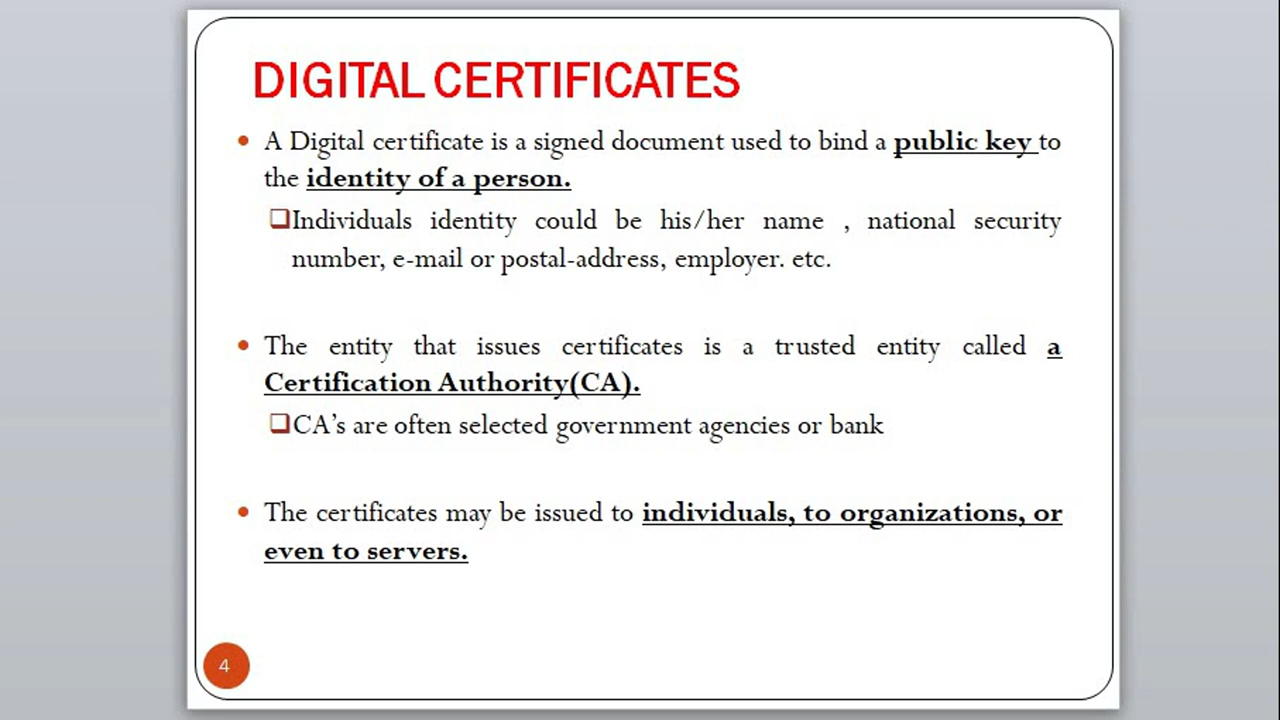 DIGITAL CERTIFICATES
• A Digital certificate is a signed document used to bind a public key to
the identity of a person.
❑Individuals identity could be his/her name , national security
number, e-mail or postal-address, employer. etc.
• The entity that issues certificates is a trusted entity called a
Certification Authority(CA).
❑CA’s are often selected government agencies or bank
• The certificates may be issued to individuals, to organizations, or
even to servers.
4